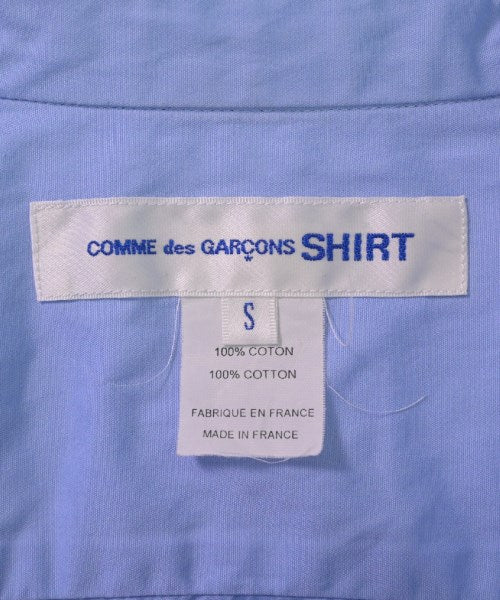 COMME des GARÇONS SHIRT
S
100% COTON
100% COTTON
FABRIQUE EN FRANCE
MADE IN FRANCE